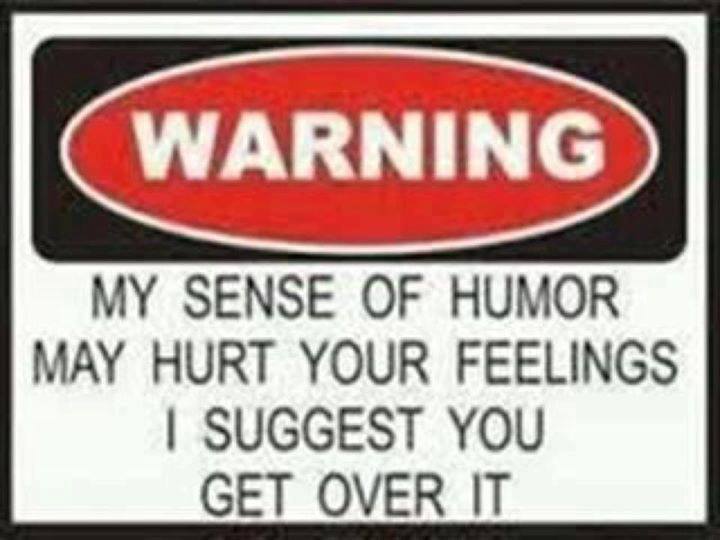 WARNING
MY SENSE OF HUMOR
MAY HURT YOUR FEELINGS
I SUGGEST YOU
GET OVER IT